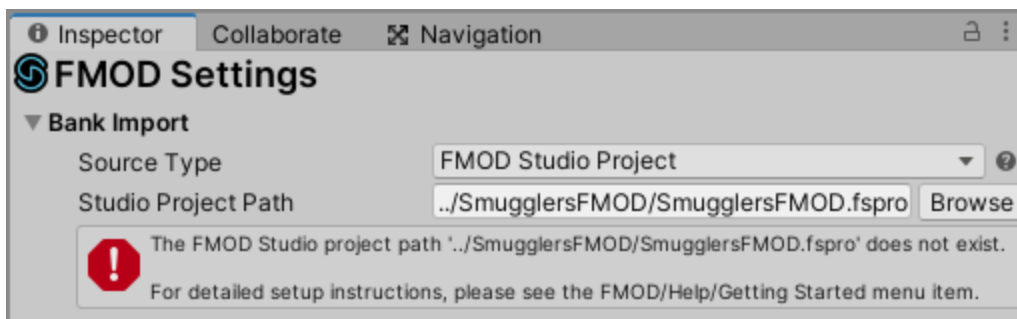 Inspector Collaborate Navigation
FMOD Settings
Bank Import
Source Type FMOD Studio Project
Studio Project Path ../SmugglersFMOD/SmugglersFMOD.fspro Browse
The FMOD Studio project path '../SmugglersFMOD/SmugglersFMOD.fspro' does not exist.
For detailed setup instructions, please see the FMOD/Help/Getting Started menu item.